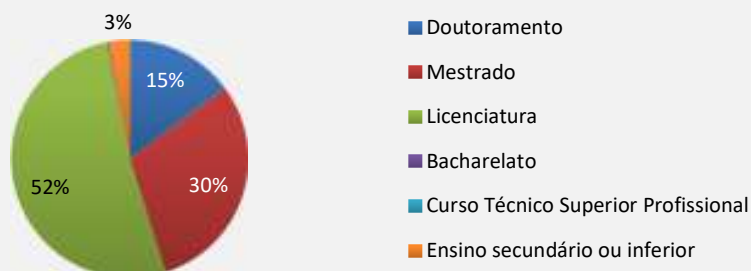 3%
15%
30%
52%
Doutoramento
Mestrado
Licenciatura
Bacharelato
Curso Técnico Superior Profissional
Ensino secundário ou inferior